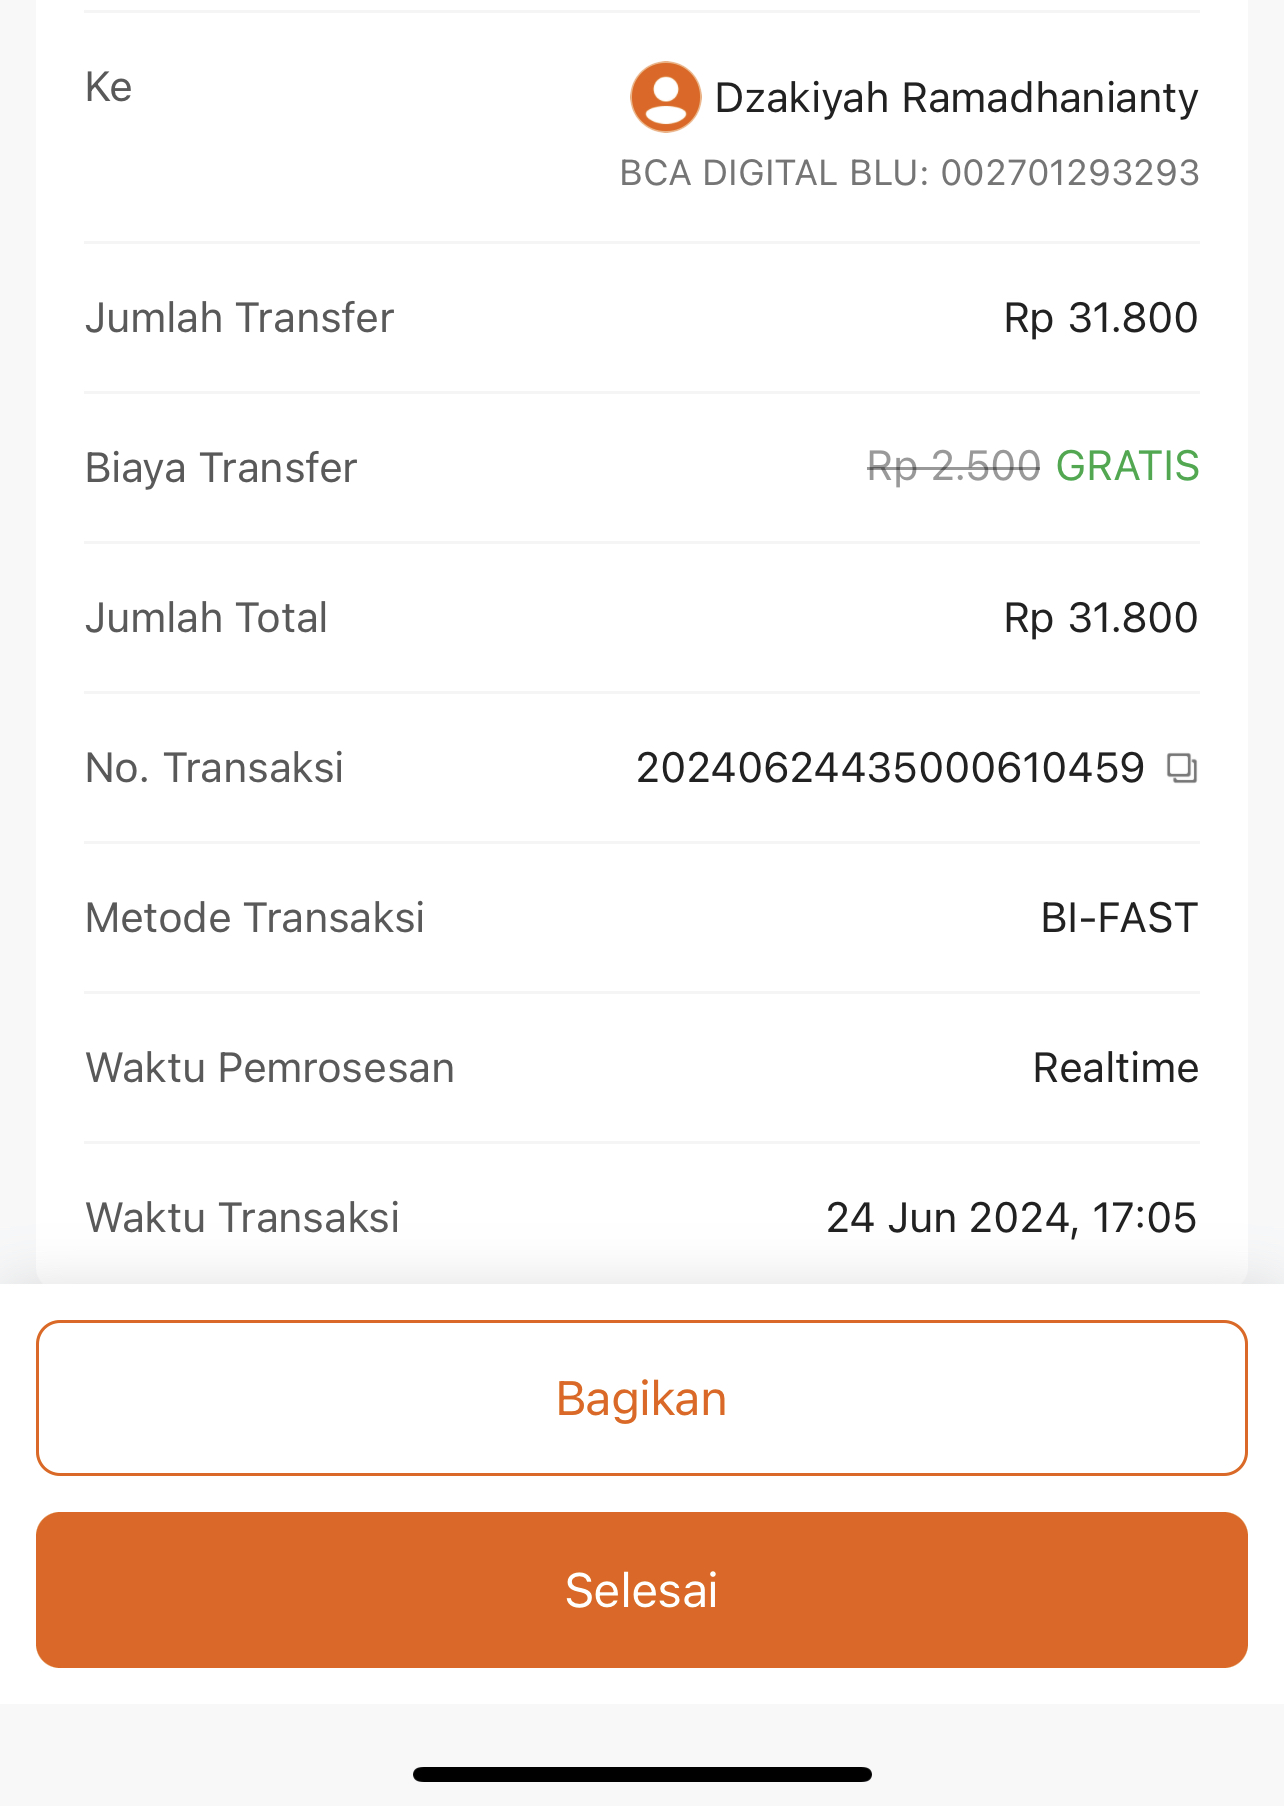 Ke
Dzakiyah Ramadhanianty
BCA DIGITAL BLU: 002701293293
Jumlah Transfer Rp 31.800
Biaya Transfer Rp 2.500 GRATIS
Jumlah Total Rp 31.800
No. Transaksi 20240624435000610459
Metode Transaksi BI-FAST
Waktu Pemrosesan Realtime
Waktu Transaksi 24 Jun 2024, 17:05
Bagikan
Selesai